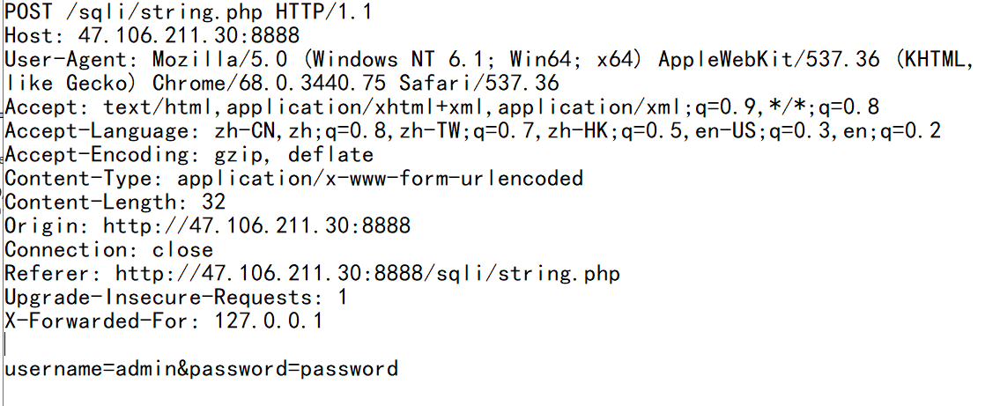 POST /sqli/string.php HTTP/1.1
Host: 47.106.211.30:8888
User-Agent: Mozilla/5.0 (Windows NT 6.1; Win64; x64) AppleWebKit/537.36 (KHTML,
like Gecko) Chrome/68.0.3440.75 Safari/537.36
Accept: text/html,application/xhtml+xml,application/xml;q=0.9,*/*;q=0.8
Accept-Language: zh-CN,zh;q=0.8,zh-TW;q=0.7,zh-HK;q=0.5,en-US;q=0.3,en;q=0.2
Accept-Encoding: gzip, deflate
Content-Type: application/x-www-form-urlencoded
Content-Length: 32
Origin: http://47.106.211.30:8888
Connection: close
Referer: http://47.106.211.30:8888/sqli/string.php
Upgrade-Insecure-Requests: 1
X-Forwarded-For: 127.0.0.1
username=admin&password=password